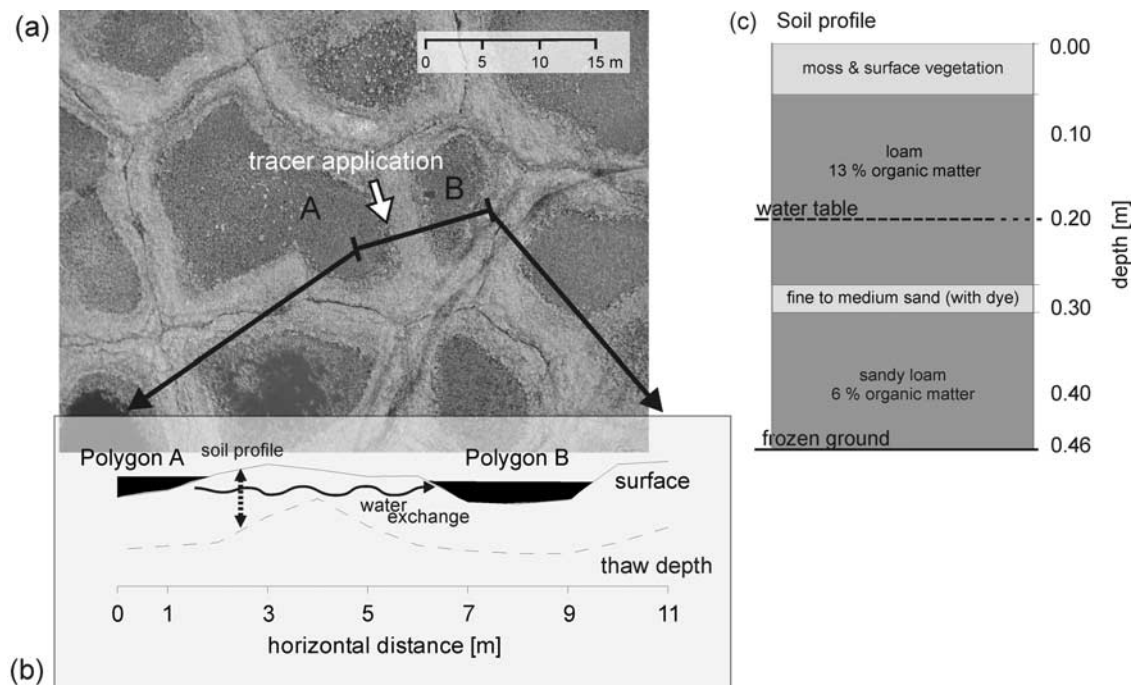 (a)
0 5 10 15 m
tracer application
A
B
Polygon A
soil profile
Polygon B
surface
water
exchange
thaw depth
0 1 3 5 7 9 11
horizontal distance [m]
(b)
(c) Soil profile
0.00
moss & surface vegetation
0.10
loam
13 % organic matter
water table
0.20
depth [m]
fine to medium sand (with dye)
0.30
sandy loam
6 % organic matter
0.40
frozen ground
0.46